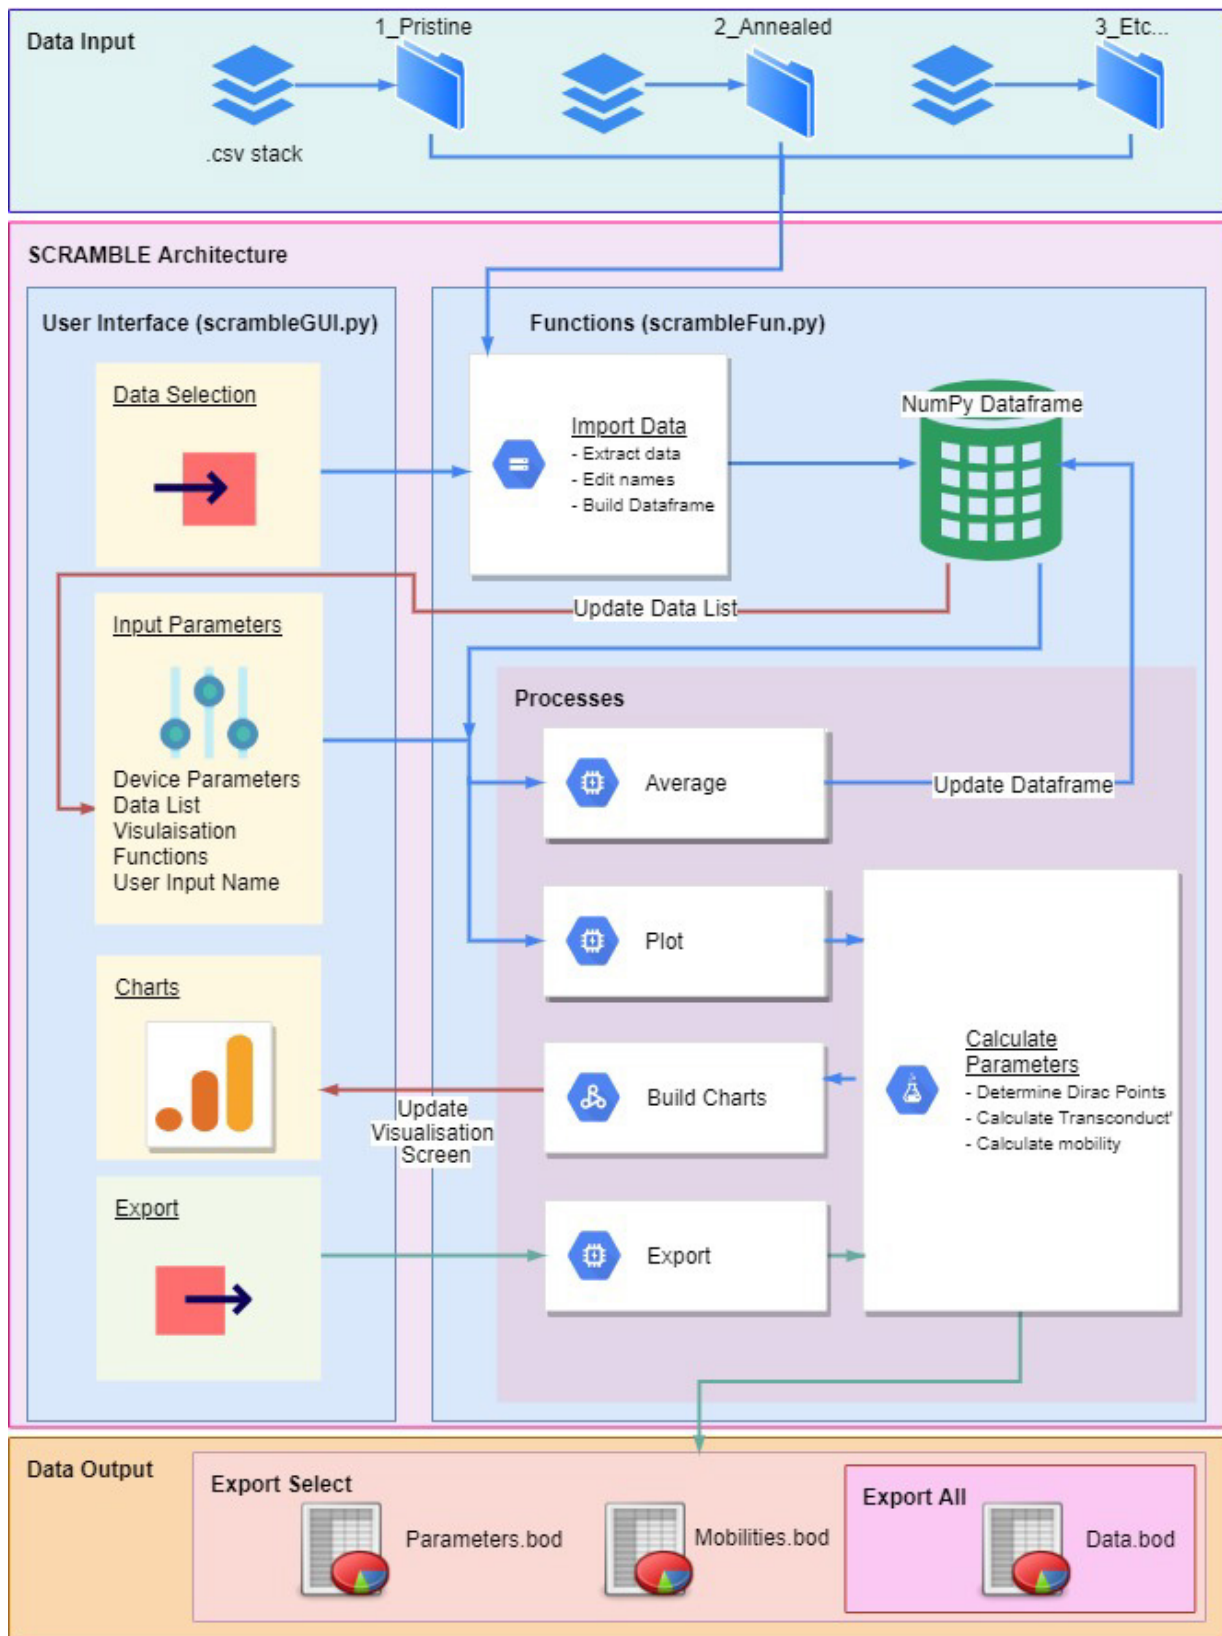 Data Input
1_Pristine
2_Annealed
3_Etc...
.csv stack
SCRAMBLE Architecture
User Interface (scrambleGUI.py)
Functions (scrambleFun.py)
Data Selection
Import Data
- Extract data
- Edit names
- Build Dataframe
NumPy Dataframe
Update Data List
Input Parameters
Device Parameters
Data List
Visulaisation
Functions
User Input Name
Processes
Average
Update Dataframe
Plot
Calculate
Parameters
- Determine Dirac Points
- Calculate Transconduct'
- Calculate mobility
Charts
Build Charts
Update
Visualisation
Screen
Export
Export
Data Output
Export Select
Parameters.bod
Mobilities.bod
Export All
Data.bod